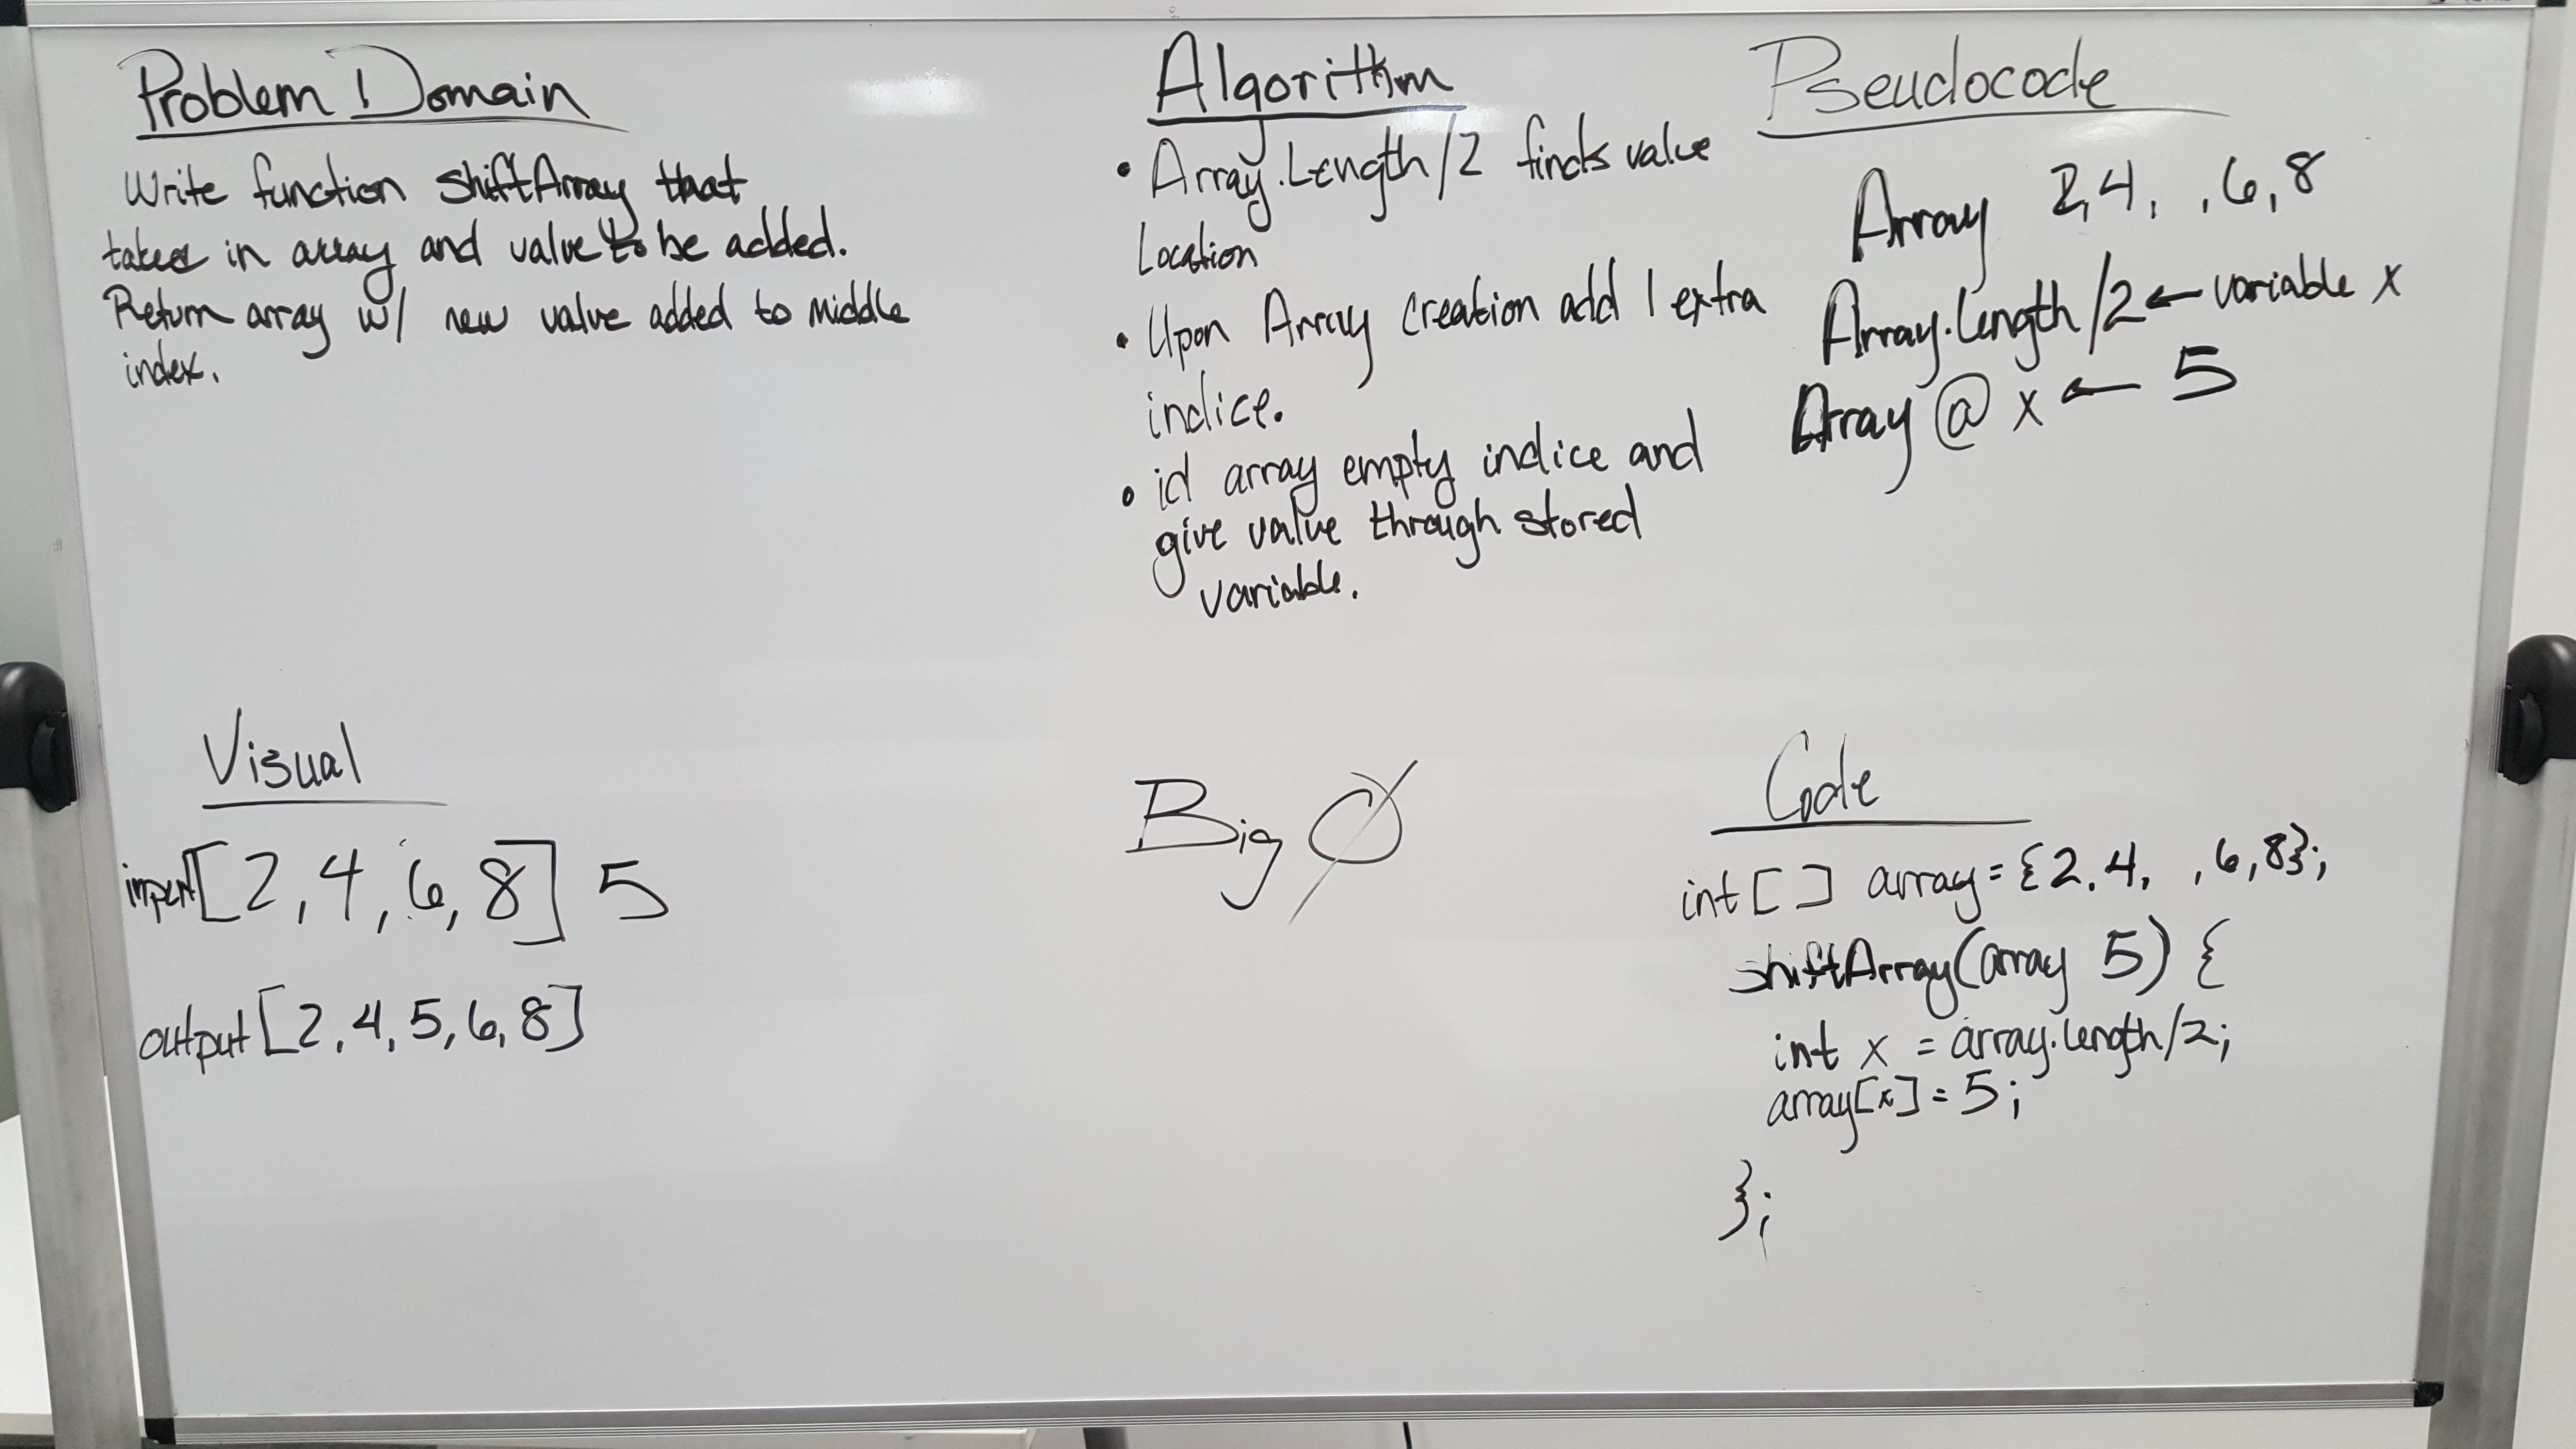 Problem Domain
Write function shiftArray that
takes in array and value to be added.
Return array w/ new value added to middle
index.
Algorithm
• Array.Length/2 finds value
Location
• Upon Array Creation add 1 extra
indice.
• id array empty indice and
give value through stored
variable.
Pseudocode
Array 2,4, ,6,8
Array.Length/2 ← variable x
Array @ x ← 5
Visual
input [2,4,6,8] 5
output [2,4,5,6,8]
Big O
Code
int[] array = {2,4, ,6,8};
shiftArray(array 5) {
int x = array.length/2;
array[x] = 5;
};